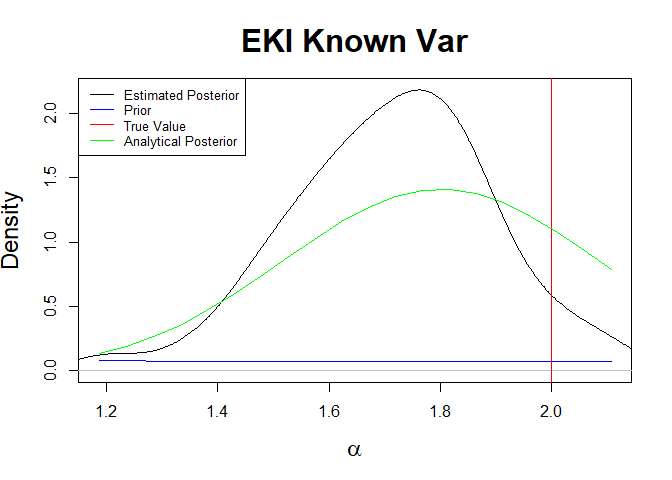 EKI Known Var
Estimated Posterior
Prior
True Value
Analytical Posterior
Density
0.0
0.5
1.0
1.5
2.0
1.2
1.4
1.6
1.8
2.0
α